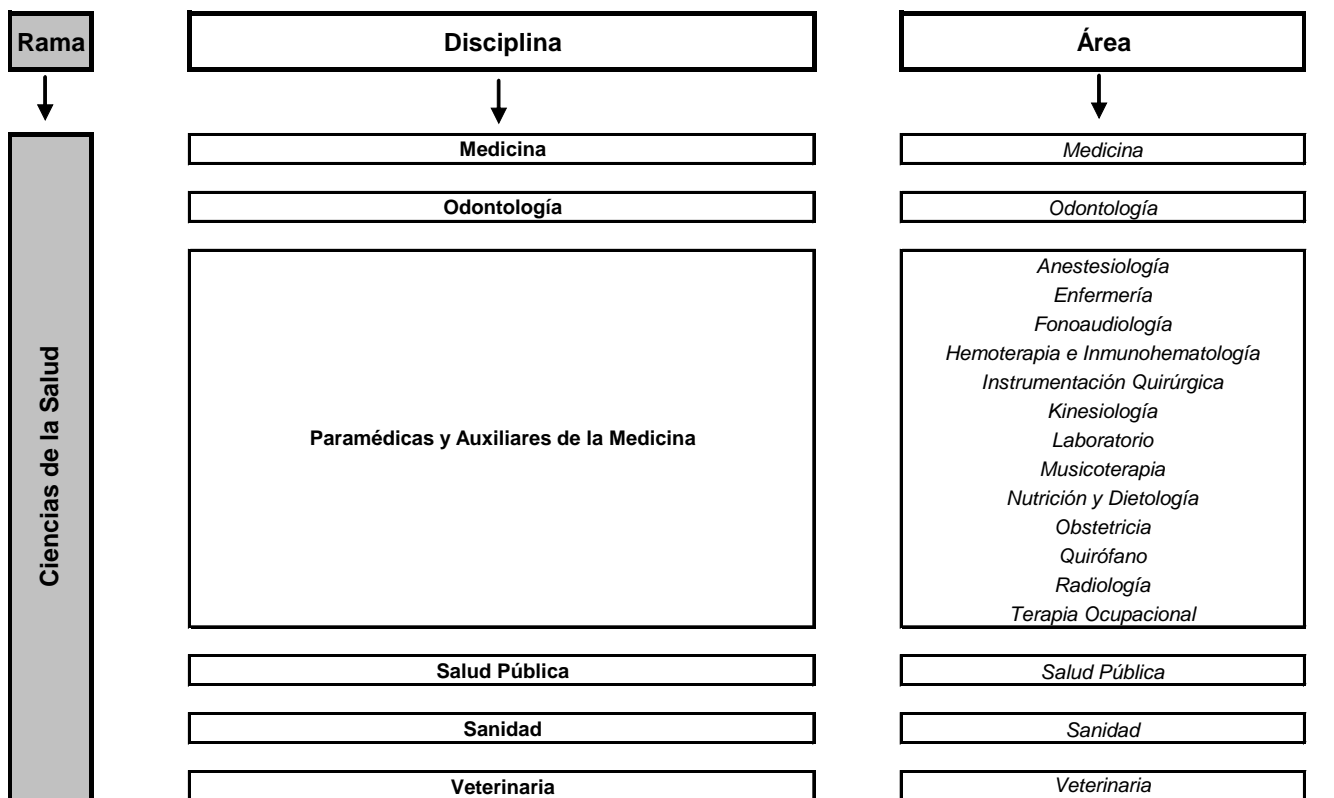 Rama
Disciplina
Área
Ciencias de la Salud
Medicina
Medicina
Odontología
Odontología
Paramédicas y Auxiliares de la Medicina
Anestesiología
Enfermería
Fonoaudiología
Hemoterapia e Inmunohematología
Instrumentación Quirúrgica
Kinesiología
Laboratorio
Musicoterapia
Nutrición y Dietología
Obstetricia
Quirófano
Radiología
Terapia Ocupacional
Salud Pública
Salud Pública
Sanidad
Sanidad
Veterinaria
Veterinaria